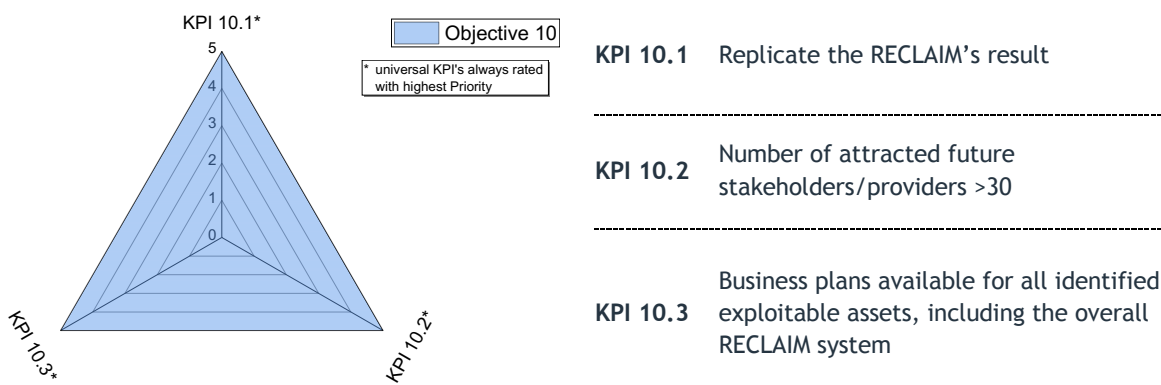 KPI 10.1*
5
4
3
2
1
0
KPI 10.3*
KPI 10.2*
Objective 10
* universal KPI's always rated
with highest Priority
KPI 10.1 Replicate the RECLAIM’s result
KPI 10.2 Number of attracted future
stakeholders/providers >30
KPI 10.3 Business plans available for all identified
exploitable assets, including the overall
RECLAIM system